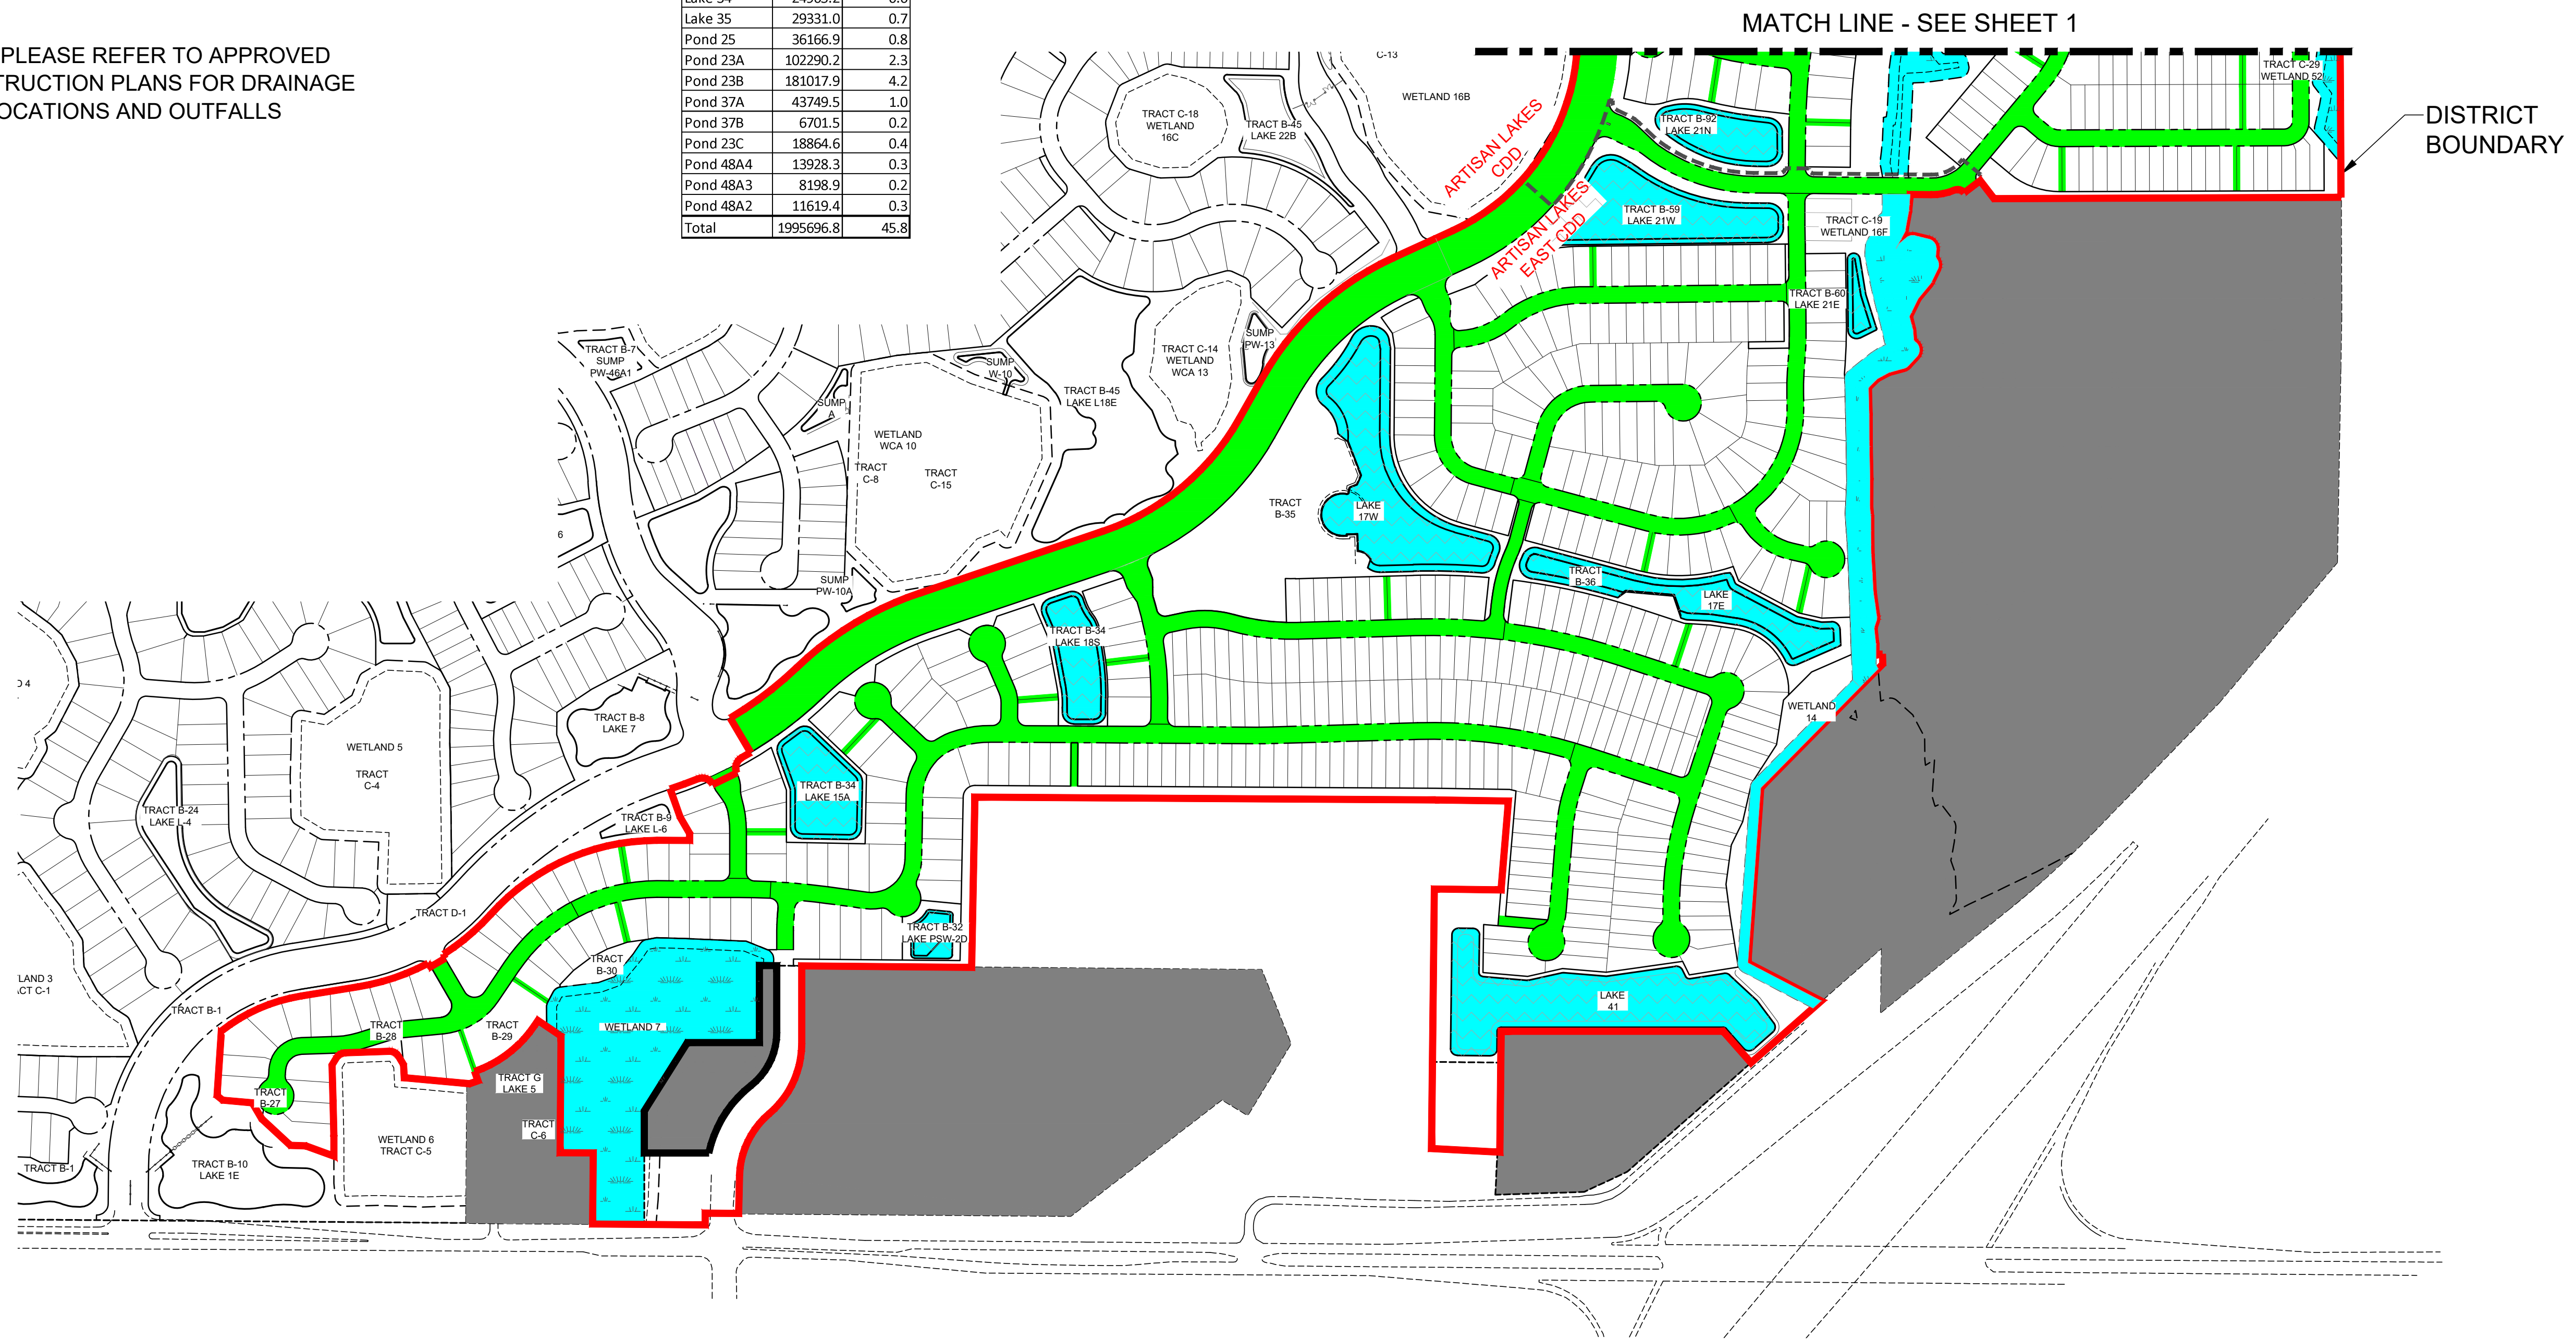 PLEASE REFER TO APPROVED
TRUCTION PLANS FOR DRAINAGE
OCATIONS AND OUTFALLS
Lake 35 29331.0 0.7
Pond 25 36166.9 0.8
Pond 23A 102290.2 2.3
Pond 23B 181017.9 4.2
Pond 37A 43749.5 1.0
Pond 37B 6701.5 0.2
Pond 23C 18864.6 0.4
Pond 48A4 13928.3 0.3
Pond 48A3 8198.9 0.2
Pond 48A2 11619.4 0.3
Total 1995696.8 45.8
MATCH LINE - SEE SHEET 1
DISTRICT
BOUNDARY
C-13
WETLAND 16B
TRACT C-18
WETLAND
16C
TRACT B-45
LAKE 22B
ARTISAN LAKES
CDD
ARTISAN LAKES
EAST CDD
TRACT B-92
LAKE 21N
TRACT C-29
WETLAND 52
TRACT B-59
LAKE 21W
TRACT C-19
WETLAND 16F
TRACT B-60
LAKE 21E
TRACT B-7
SUMP
PW-46A1
SUMP
W-10
SUMP
PW-13
TRACT C-14
WETLAND
WCA 13
TRACT B-45
LAKE L18E
SUMP
A
WETLAND
WCA 10
TRACT
C-8
TRACT
C-15
TRACT
B-35
LAKE
17W
6
SUMP
PW-10A
TRACT
B-36
LAKE
17E
TRACT B-34
LAKE 18S
WETLAND
14
4
TRACT B-8
LAKE 7
WETLAND 5
TRACT
C-4
TRACT B-24
LAKE L-4
TRACT B-34
LAKE 15A
TRACT B-9
LAKE L-6
TRACT D-1
TRACT B-32
LAKE PSW-2D
TRACT
B-30
LAND 3
CT C-1
TRACT B-1
TRACT
B-28
TRACT
B-29
WETLAND 7
LAKE
41
TRACT G
LAKE 5
TRACT
B-27
TRACT
C-6
WETLAND 6
TRACT C-5
TRACT B-1
TRACT B-10
LAKE 1E